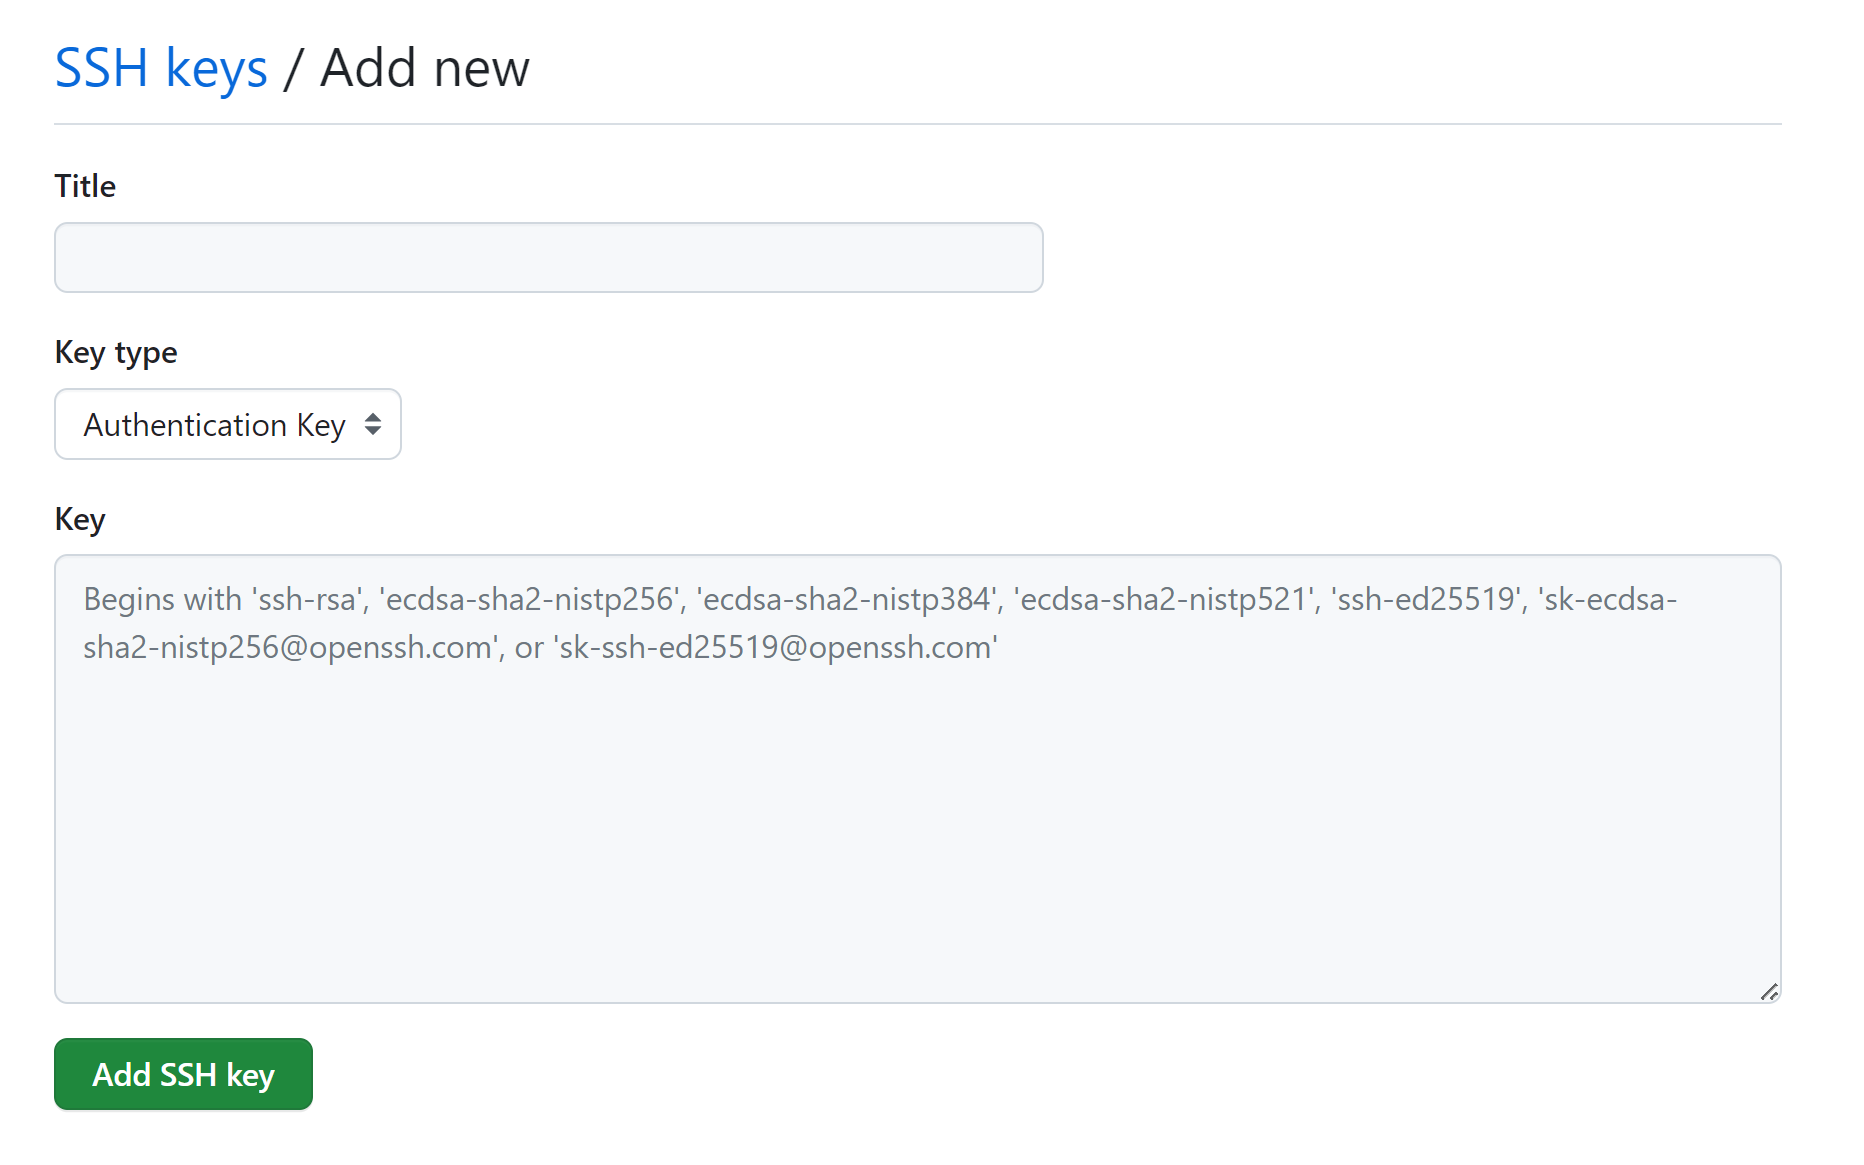 SSH keys / Add new
Title
Key type
Authentication Key
Key
Begins with 'ssh-rsa', 'ecdsa-sha2-nistp256', 'ecdsa-sha2-nistp384', 'ecdsa-sha2-nistp521', 'ssh-ed25519', 'sk-ecdsa-
sha2-nistp256@openssh.com', or 'sk-ssh-ed25519@openssh.com'
Add SSH key